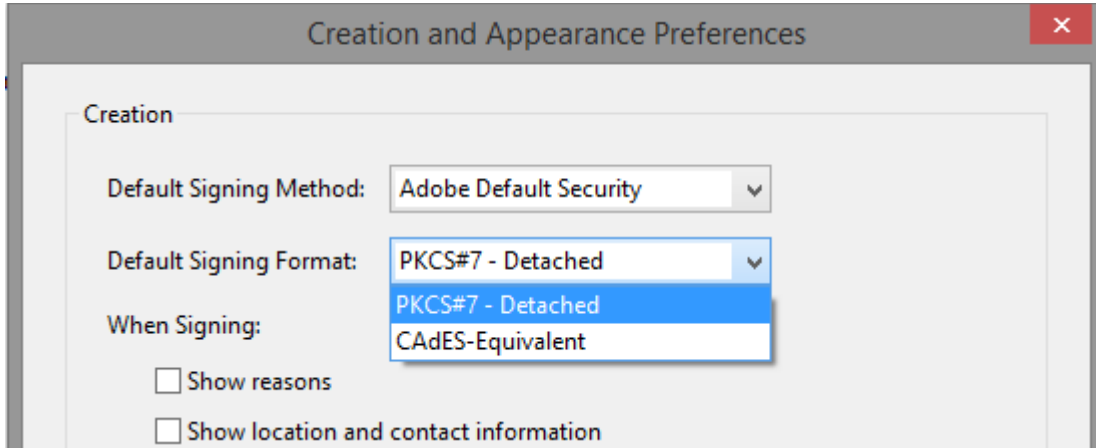 Creation and Appearance Preferences
Creation
Default Signing Method: Adobe Default Security
Default Signing Format: PKCS#7 - Detached
PKCS#7 - Detached
When Signing:
CAdES-Equivalent
Show reasons
Show location and contact information